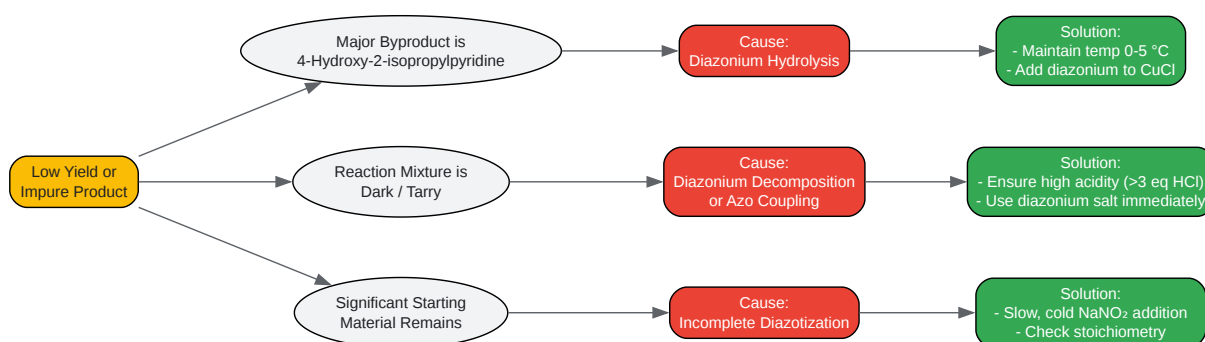 Low Yield or
Impure Product
Major Byproduct is
4-Hydroxy-2-isopropylpyridine
Cause:
Diazonium Hydrolysis
Solution:
- Maintain temp 0-5 °C
- Add diazonium to CuCl
Reaction Mixture is
Dark / Tarry
Cause:
Diazonium Decomposition
or Azo Coupling
Solution:
- Ensure high acidity (>3 eq HCl)
- Use diazonium salt immediately
Significant Starting
Material Remains
Cause:
Incomplete Diazotization
Solution:
- Slow, cold NaNO₂ addition
- Check stoichiometry